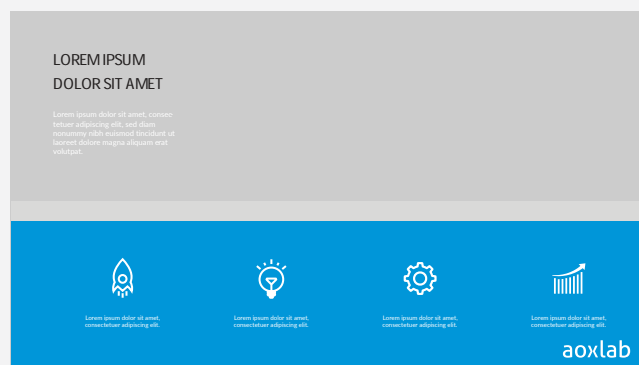 LOREM IPSUM
DOLOR SIT AMET
Lorem ipsum dolor sit amet, consec
tetuer adipiscing elit, sed diam
nonummy nibh euismod tincidunt ut
laoreet dolore magna aliquam erat
volutpat.
Lorem ipsum dolor sit amet,
consectetuer adipiscing elit.
Lorem ipsum dolor sit amet,
consectetuer adipiscing elit.
Lorem ipsum dolor sit amet,
consectetuer adipiscing elit.
Lorem ipsum dolor sit amet,
consectetuer adipiscing elit.
aoxlab